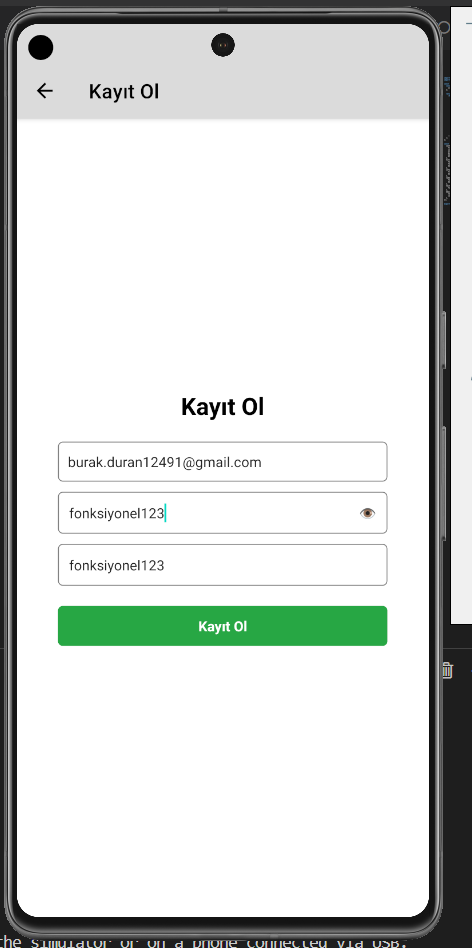 Kayıt Ol
Kayıt Ol
burak.duran12491@gmail.com
fonksiyonel123
fonksiyonel123
Kayıt Ol
the simulator or on a phone connected via USB.